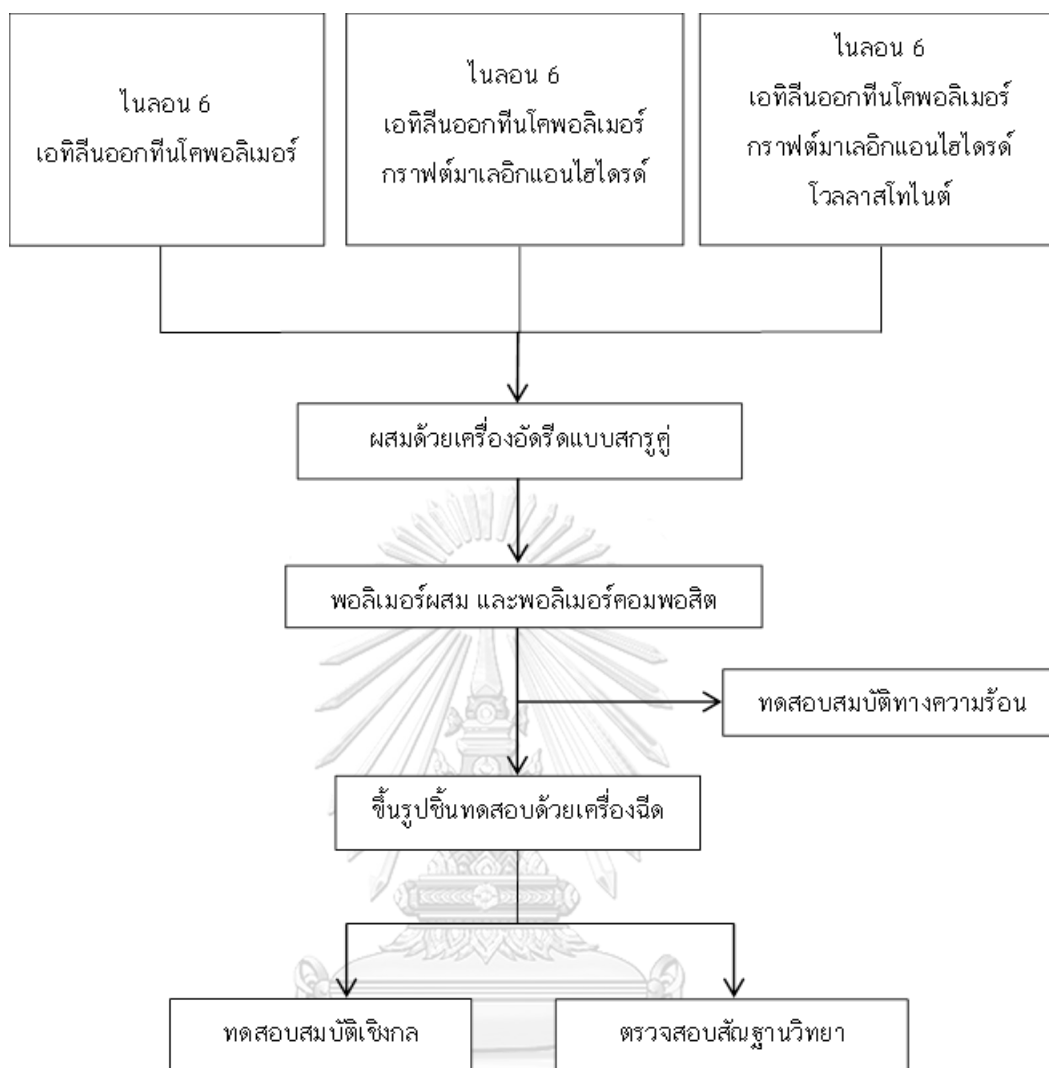 ไนลอน 6
เอทิลีนออกทีนโคพอลิเมอร์
ไนลอน 6
เอทิลีนออกทีนโคพอลิเมอร์
กราฟต์มาเลอิกแอนไฮไดรด์
ไนลอน 6
เอทิลีนออกทีนโคพอลิเมอร์
กราฟต์มาเลอิกแอนไฮไดรด์
โวลลาสโทไนต์
ผสมด้วยเครื่องอัดรีดแบบสกรูคู่
พอลิเมอร์ผสม และพอลิเมอร์คอมพอสิต
ทดสอบสมบัติทางความร้อน
ขึ้นรูปชิ้นทดสอบด้วยเครื่องฉีด
ทดสอบสมบัติเชิงกล
ตรวจสอบสัณฐานวิทยา